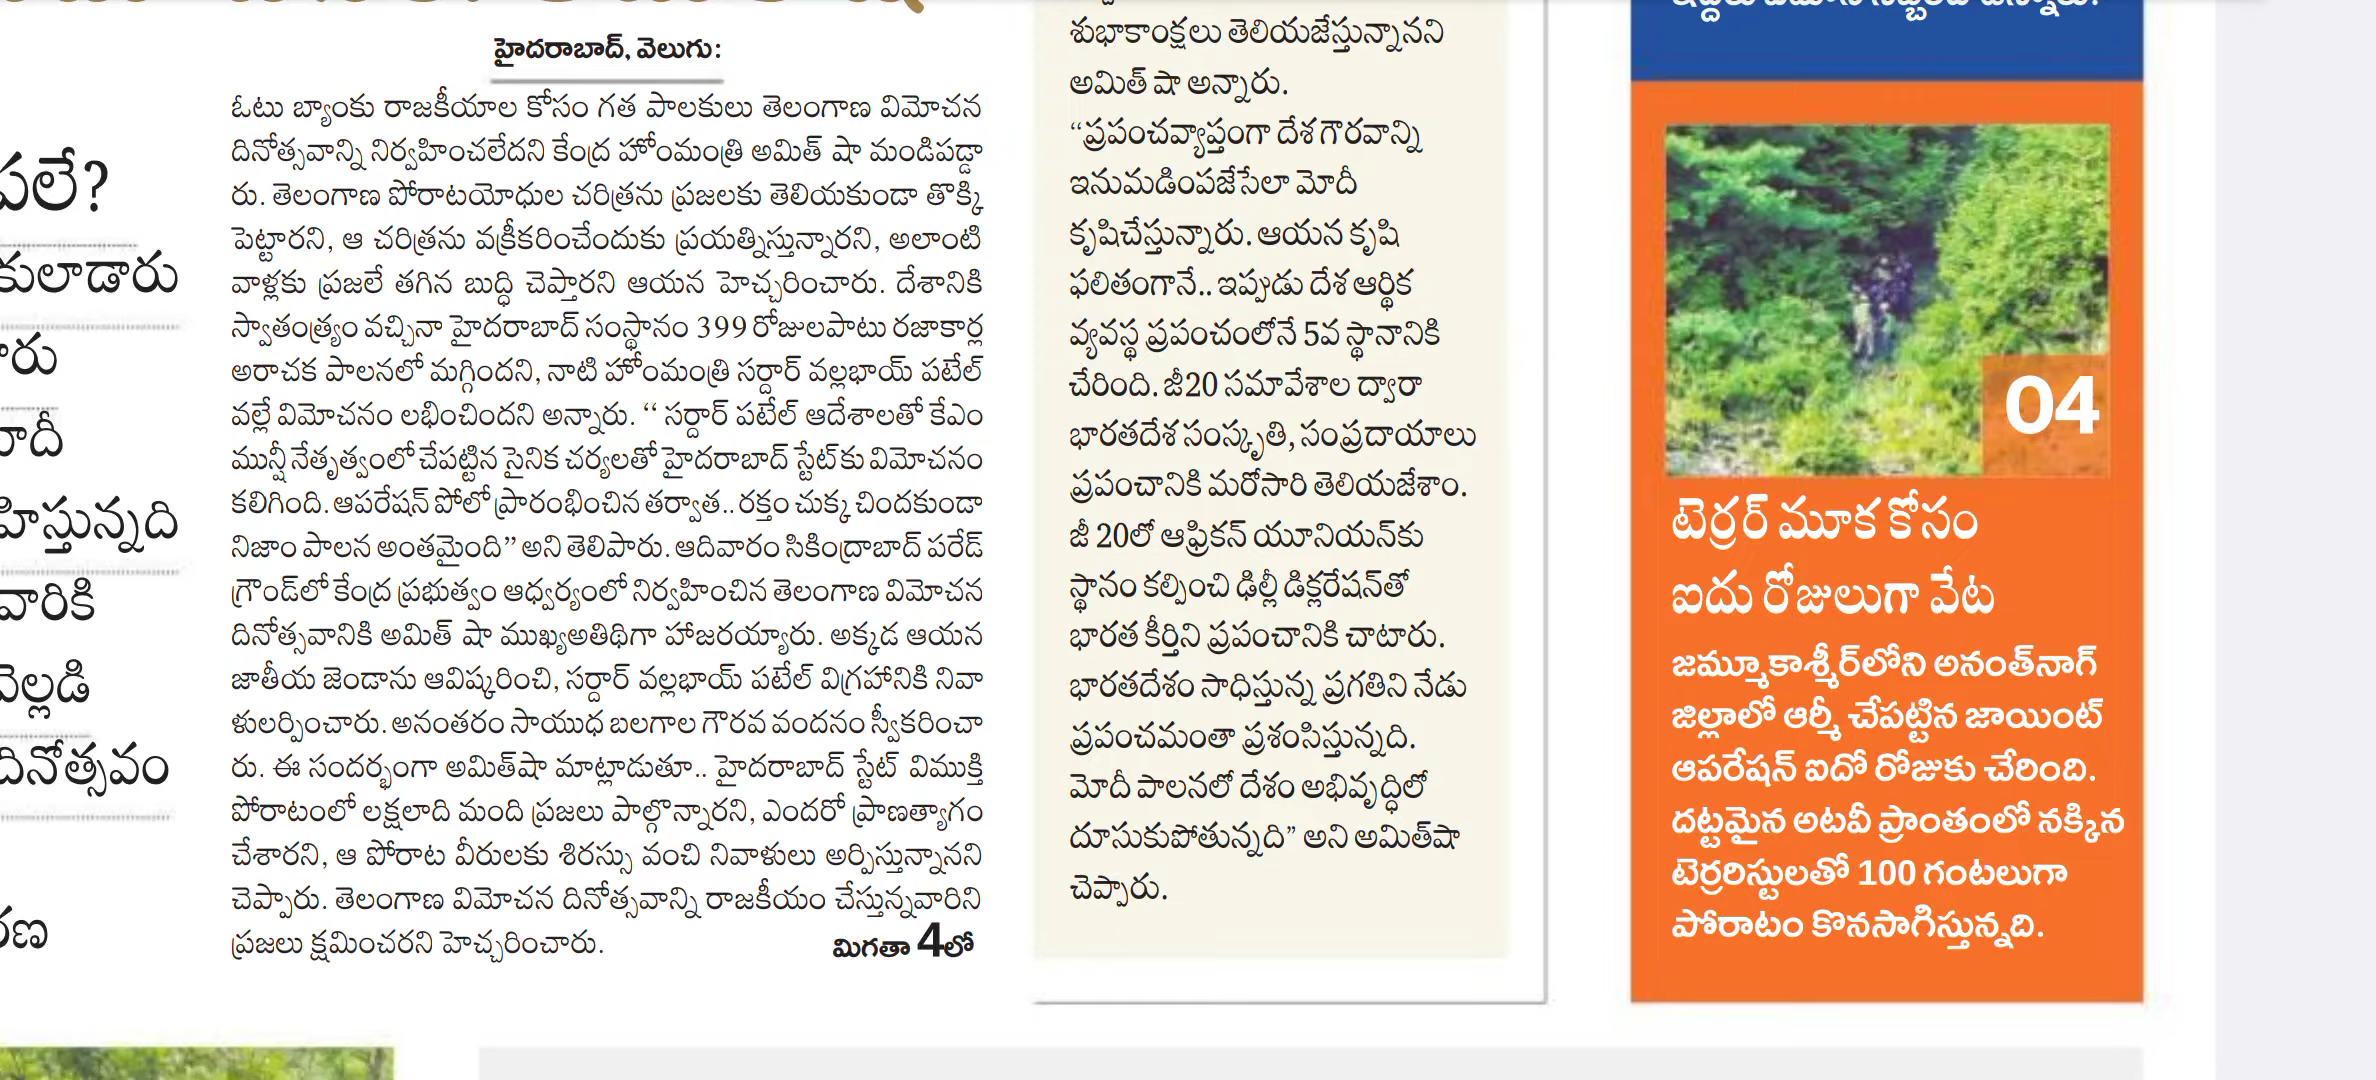 పలే?
కులాడారు
హిస్తున్నది
వారికి
వెల్లడి
దినోత్సవం
హైదరాబాద్, వెలుగు:
ఓటు బ్యాంకు రాజకీయాల కోసం గత పాలకులు తెలంగాణ విమోచన
దినోత్సవాన్ని నిర్వహించలేదని కేంద్ర హోంమంత్రి అమిత్ షా మండిపడ్డా
రు. తెలంగాణ పోరాటయోధుల చరిత్రను ప్రజలకు తెలియకుండా తొక్కి
పెట్టారని, ఆ చరిత్రను వక్రీకరించేందుకు ప్రయత్నిస్తున్నారని, అలాంటి
వాళ్లకు ప్రజలే తగిన బుద్ధి చెప్తారని ఆయన హెచ్చరించారు. దేశానికి
స్వాతంత్ర్యం వచ్చినా హైదరాబాద్ సంస్థానం 399 రోజులపాటు రజాకార్ల
అరాచక పాలనలో మగ్గిందని, నాటి హోంమంత్రి సర్దార్ వల్లభాయ్ పటేల్
వల్లే విమోచనం లభించిందని అన్నారు. ‘‘ సర్దార్ పటేల్ ఆదేశాలతో కేఎం
మున్షీ నేతృత్వంలో చేపట్టిన సైనిక చర్యలతో హైదరాబాద్ స్టేట్‌కు విమోచనం
కలిగింది. ఆపరేషన్ పోలో ప్రారంభించిన తర్వాత.. రక్తం చుక్క చిందకుండా
నిజాం పాలన అంతమైంది’’ అని తెలిపారు. ఆదివారం సికింద్రాబాద్ పరేడ్
గ్రౌండ్‌లో కేంద్ర ప్రభుత్వం ఆధ్వర్యంలో నిర్వహించిన తెలంగాణ విమోచన
దినోత్సవానికి అమిత్ షా ముఖ్యఅతిథిగా హాజరయ్యారు. అక్కడ ఆయన
జాతీయ జెండాను ఆవిష్కరించి, సర్దార్ వల్లభాయ్ పటేల్ విగ్రహానికి నివా
ళులర్పించారు. అనంతరం సాయుధ బలగాల గౌరవ వందనం స్వీకరించా
రు. ఈ సందర్భంగా అమిత్‌షా మాట్లాడుతూ.. హైదరాబాద్ స్టేట్ విముక్తి
పోరాటంలో లక్షలాది మంది ప్రజలు పాల్గొన్నారని, ఎందరో ప్రాణత్యాగం
చేశారని, ఆ పోరాట వీరులకు శిరస్సు వంచి నివాళులు అర్పిస్తున్నానని
చెప్పారు. తెలంగాణ విమోచన దినోత్సవాన్ని రాజకీయం చేస్తున్నవారిని
ప్రజలు క్షమించరని హెచ్చరించారు.
మిగతా 4లో
శుభాకాంక్షలు తెలియజేస్తున్నానని
అమిత్ షా అన్నారు.
‘‘ప్రపంచవ్యాప్తంగా దేశ గౌరవాన్ని
ఇనుమడింపజేసేలా మోదీ
కృషిచేస్తున్నారు. ఆయన కృషి
ఫలితంగానే.. ఇప్పుడు దేశ ఆర్థిక
వ్యవస్థ ప్రపంచంలోనే 5వ స్థానానికి
చేరింది. జీ20 సమావేశాల ద్వారా
భారతదేశ సంస్కృతి, సంప్రదాయాలు
ప్రపంచానికి మరోసారి తెలియజేశాం.
జీ 20లో ఆఫ్రికన్ యూనియన్‌కు
స్థానం కల్పించి ఢిల్లీ డిక్లరేషన్‌తో
భారత కీర్తిని ప్రపంచానికి చాటారు.
భారతదేశం సాధిస్తున్న ప్రగతిని నేడు
ప్రపంచమంతా ప్రశంసిస్తున్నది.
మోదీ పాలనలో దేశం అభివృద్ధిలో
దూసుకుపోతున్నది’’ అని అమిత్‌షా
చెప్పారు.
04
టెర్రర్ మూక కోసం
ఐదు రోజులుగా వేట
జమ్మూకాశ్మీర్‌లోని అనంత్‌నాగ్
జిల్లాలో ఆర్మీ చేపట్టిన జాయింట్
ఆపరేషన్ ఐదో రోజుకు చేరింది.
దట్టమైన అటవీ ప్రాంతంలో నక్కిన
టెర్రరిస్టులతో 100 గంటలుగా
పోరాటం కొనసాగిస్తున్నది.